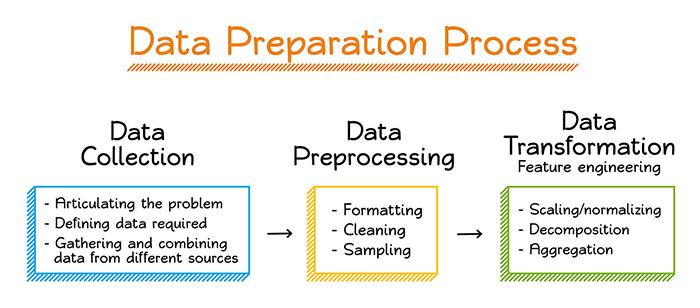 Data Preparation Process
Data
Collection
- Articulating the problem
- Defining data required
- Gathering and combining
data from different sources
Data
Preprocessing
- Formatting
- Cleaning
- Sampling
Data
Transformation
Feature engineering
- Scaling/normalizing
- Decomposition
- Aggregation